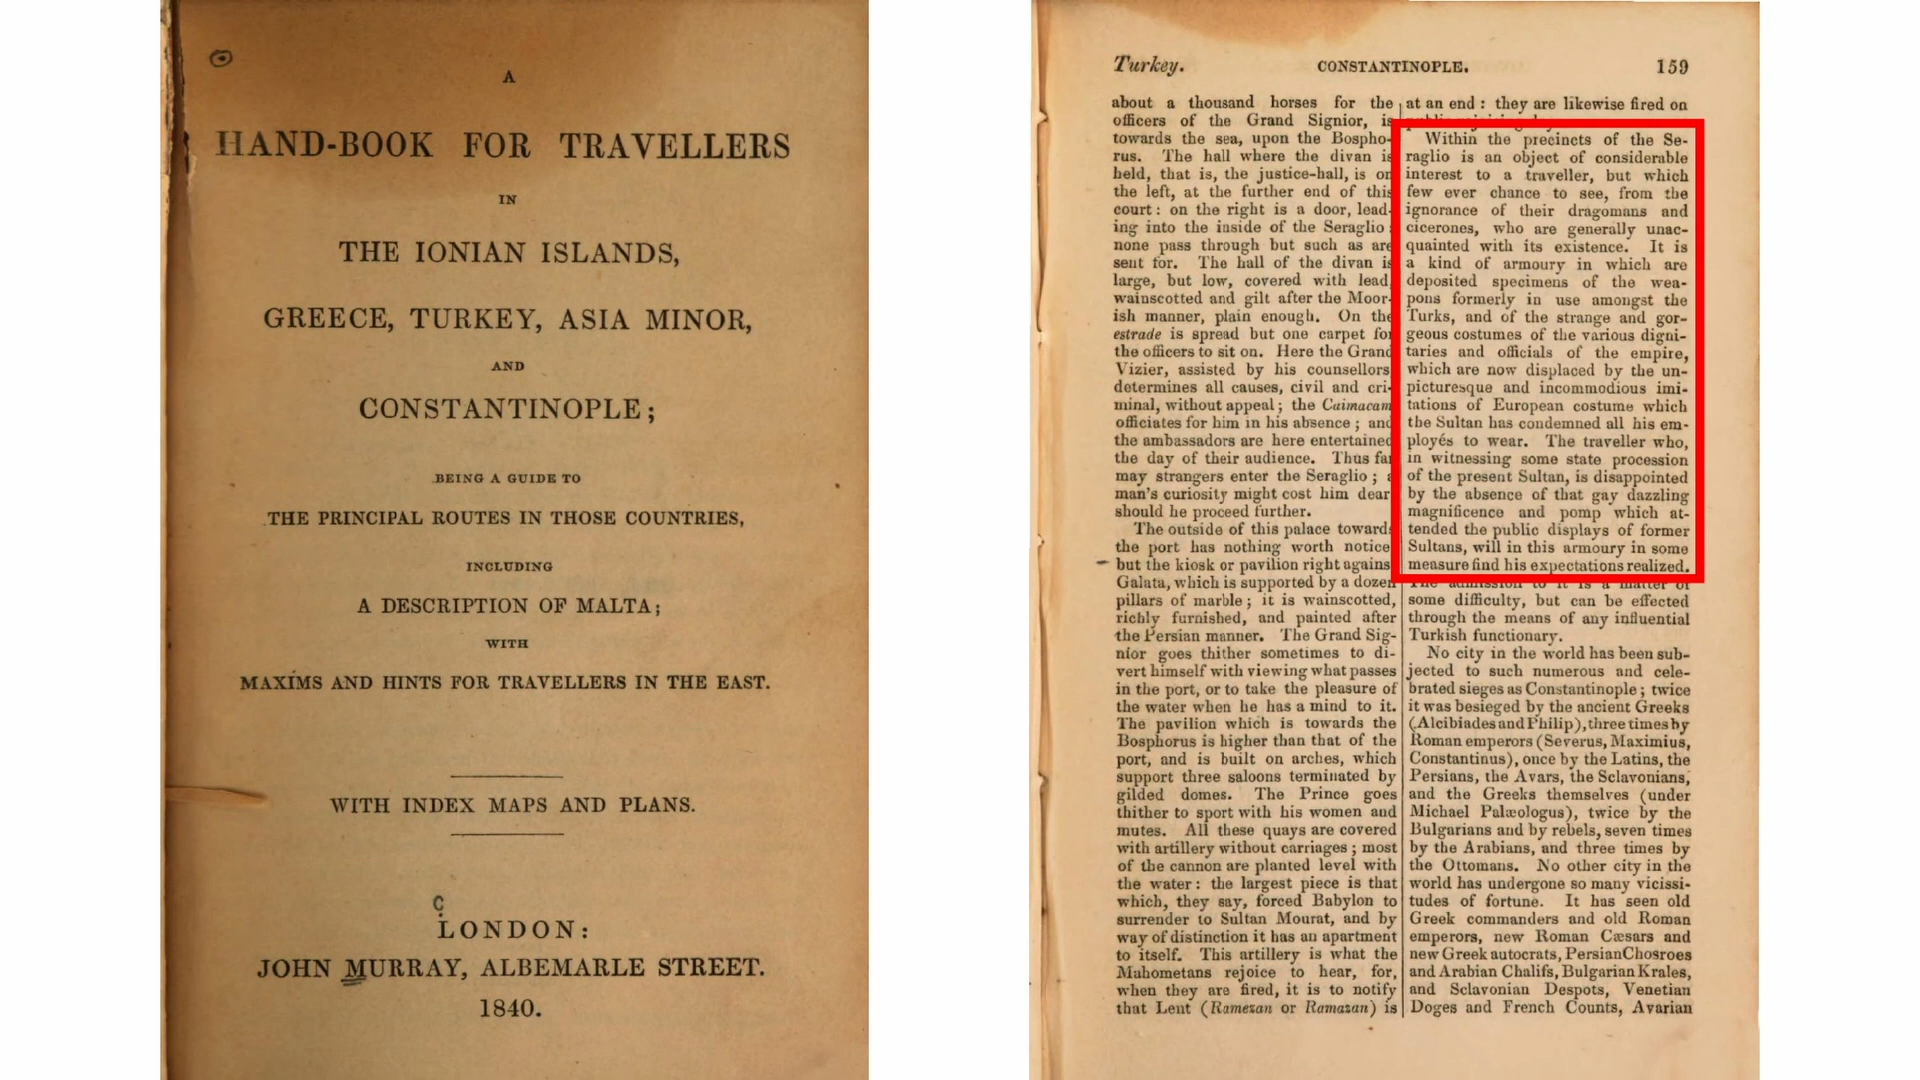 A
HAND-BOOK FOR TRAVELLERS
IN
THE IONIAN ISLANDS,
GREECE, TURKEY, ASIA MINOR,
AND
CONSTANTINOPLE;
BEING A GUIDE TO
THE PRINCIPAL ROUTES IN THOSE COUNTRIES,
INCLUDING
A DESCRIPTION OF MALTA;
WITH
MAXIMS AND HINTS FOR TRAVELLERS IN THE EAST.
WITH INDEX MAPS AND PLANS.
C
LONDON:
JOHN MURRAY, ALBEMARLE STREET.
1840.
Turkey. CONSTANTINOPLE. 159
about a thousand horses for the
officers of the Grand Signior, is
towards the sea, upon the Bospho-
rus. The hall where the divan is
held, that is, the justice-hall, is on
the left, at the further end of this
court: on the right is a door, lead-
ing into the inside of the Seraglio:
none pass through but such as are
sent for. The hall of the divan is
large, but low, covered with lead,
wainscotted and gilt after the Moor-
ish manner, plain enough. On the
estrade is spread but one carpet for
the officers to sit on. Here the Grand
Vizier, assisted by his counsellors
determines all causes, civil and cri-
minal, without appeal; the Caimacam
officiates for him in his absence; and
the ambassadors are here entertained
the day of their audience. Thus far
may strangers enter the Seraglio; a
man's curiosity might cost him dear
should he proceed further.
The outside of this palace towards
the port has nothing worth notice
but the kiosk or pavilion right against
Galata, which is supported by a dozen
pillars of marble; it is wainscotted,
richly furnished, and painted after
the Persian manner. The Grand Sig-
nior goes thither sometimes to di-
vert himself with viewing what passes
in the port, or to take the pleasure of
the water when he has a mind to it.
The pavilion which is towards the
Bosphorus is higher than that of the
port, and is built on arches, which
support three saloons terminated by
gilded domes. The Prince goes
thither to sport with his women and
mutes. All these quays are covered
with artillery without carriages; most
of the cannon are planted level with
the water: the largest piece is that
which, they say, forced Babylon to
surrender to Sultan Mourat, and by
way of distinction it has an apartment
to itself. This artillery is what the
Mahometans rejoice to hear, for,
when they are fired, it is to notify
that Lent (Ramezan or Ramazan) is
at an end: they are likewise fired on
Within the precincts of the Se-
raglio is an object of considerable
interest to a traveller, but which
few ever chance to see, from the
ignorance of their dragomans and
cicerones, who are generally unac-
quainted with its existence. It is
a kind of armoury in which are
deposited specimens of the wea-
pons formerly in use amongst the
Turks, and of the strange and gor-
geous costumes of the various digni-
taries and officials of the empire,
which are now displaced by the un-
picturesque and incommodious imi-
tations of European costume which
the Sultan has condemned all his em-
ployés to wear. The traveller who,
in witnessing some state procession
of the present Sultan, is disappointed
by the absence of that gay dazzling
magnificence and pomp which at-
tended the public displays of former
Sultans, will in this armoury in some
measure find his expectations realized.
The admission to it is a matter of
some difficulty, but can be effected
through the means of any influential
Turkish functionary.
No city in the world has been sub-
jected to such numerous and cele-
brated sieges as Constantinople; twice
it was besieged by the ancient Greeks
(Alcibiades and Philip), three times by
Roman emperors (Severus, Maximius,
Constantinus), once by the Latins, the
Persians, the Avars, the Sclavonians,
and the Greeks themselves (under
Michael Palæologus), twice by the
Bulgarians and by rebels, seven times
by the Arabians, and three times by
the Ottomans. No other city in the
world has undergone so many vicissi-
tudes of fortune. It has seen old
Greek commanders and old Roman
emperors, new Roman Cæsars and
new Greek autocrats, Persian Chosroes
and Arabian Chalifs, Bulgarian Krales,
and Sclavonian Despots, Venetian
Doges and French Counts, Avarian